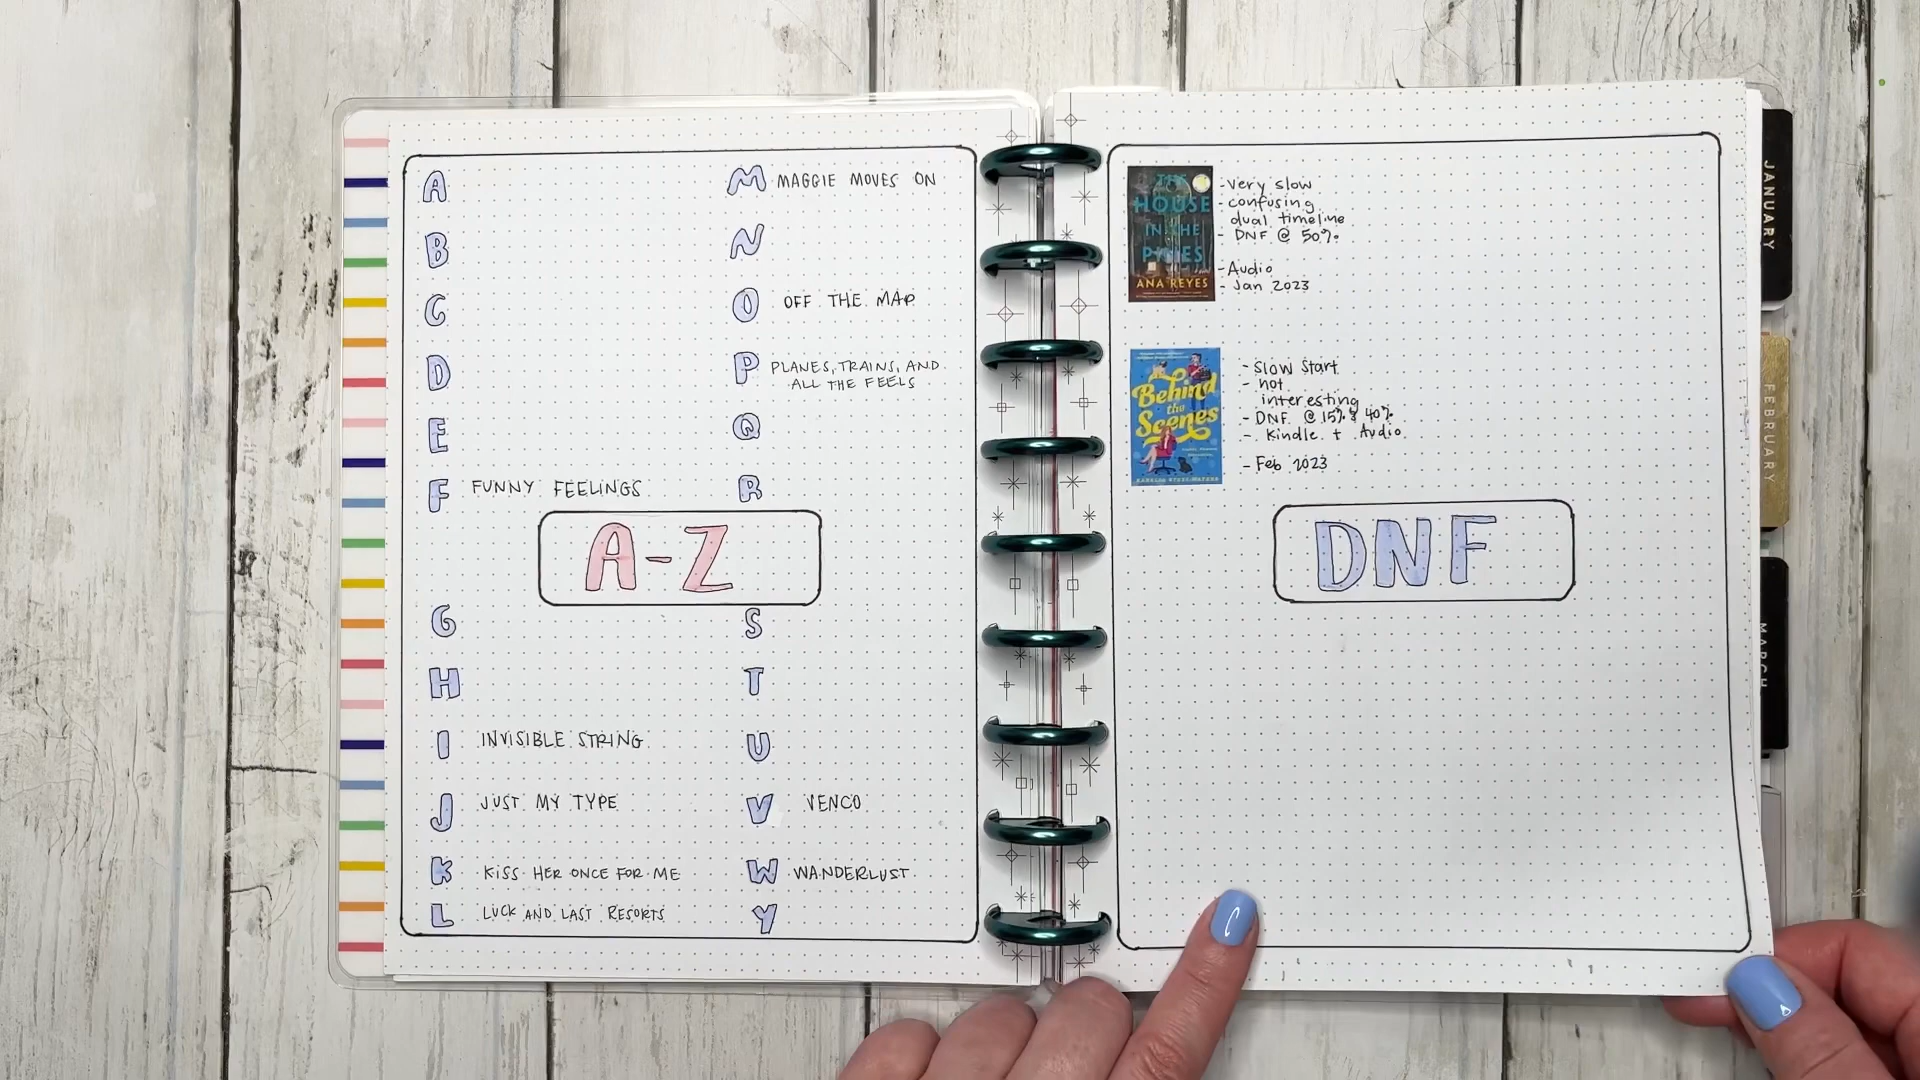 A
B
C
D
E
F FUNNY FEELINGS
A-Z
G
H
I INVISIBLE STRING
J JUST MY TYPE
K KISS HER ONCE FOR ME
L LUCK AND LAST RESORTS
M MAGGIE MOVES ON
N
O OFF THE MAP
P PLANES, TRAINS, AND
ALL THE FEELS
Q
R
S
T
U
V VENCO
W WANDERLUST
Y
THE
HOUSE
IN THE
PINES
ANA REYES
- Very slow
- confusing
dual timeline
- DNF @ 50%
- Audio
- Jan 2023
Behind
the
Scenes
- Slow Start
- not
interesting
- DNF @ 15% & 40%
- Kindle + Audio
- Feb 2023
DNF
JANUARY
FEBRUARY
MARCH